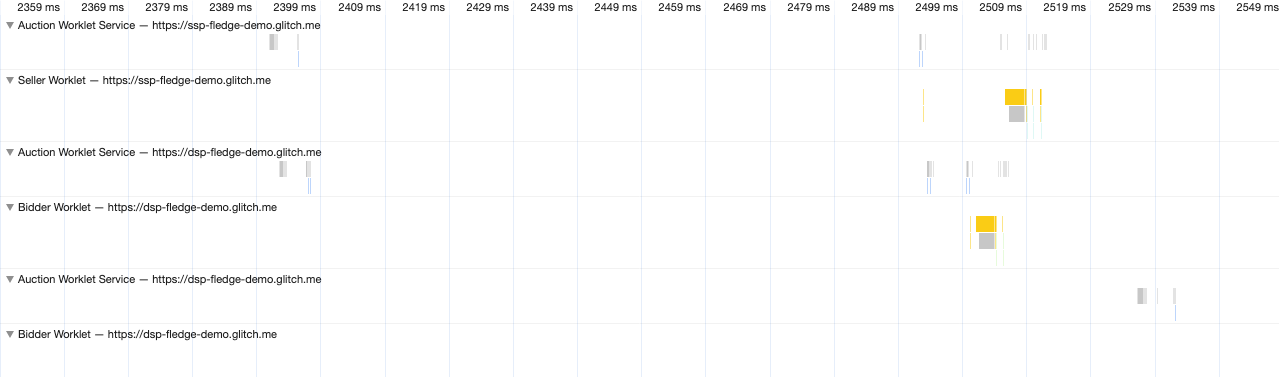 2359 ms 2369 ms 2379 ms 2389 ms 2399 ms 2409 ms 2419 ms 2429 ms 2439 ms 2449 ms 2459 ms 2469 ms 2479 ms 2489 ms 2499 ms 2509 ms 2519 ms 2529 ms 2539 ms 2549 ms
Auction Worklet Service — https://ssp-fledge-demo.glitch.me
Seller Worklet — https://ssp-fledge-demo.glitch.me
Auction Worklet Service — https://dsp-fledge-demo.glitch.me
Bidder Worklet — https://dsp-fledge-demo.glitch.me
Auction Worklet Service — https://dsp-fledge-demo.glitch.me
Bidder Worklet — https://dsp-fledge-demo.glitch.me